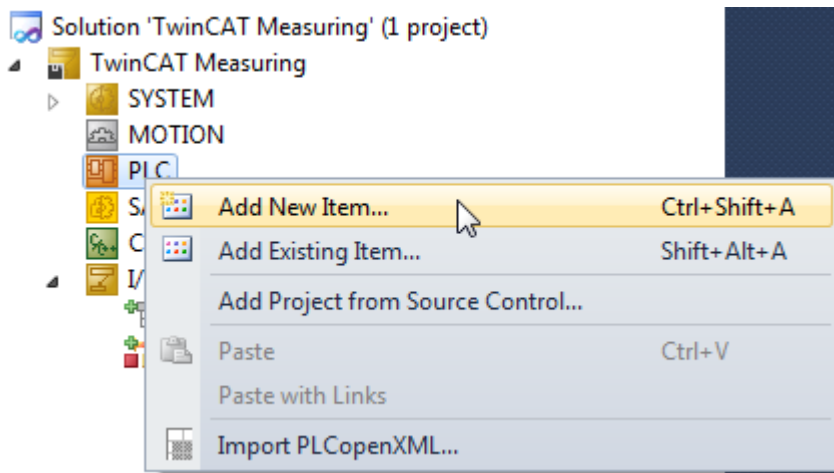 Solution 'TwinCAT Measuring' (1 project)
TwinCAT Measuring
SYSTEM
MOTION
PLC
Add New Item... Ctrl+Shift+A
Add Existing Item... Shift+Alt+A
Add Project from Source Control...
Paste Ctrl+V
Paste with Links
Import PLCopenXML...